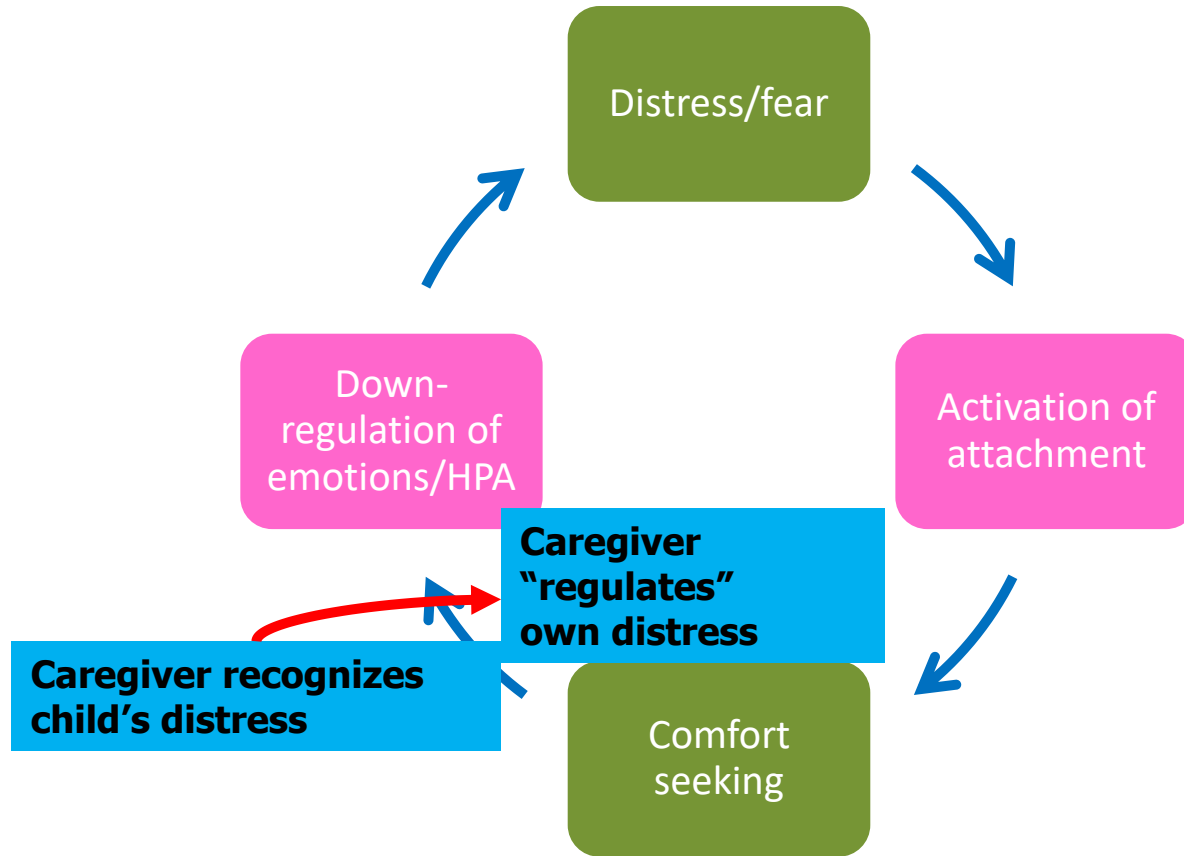 Distress/fear
Activation of
attachment
Comfort
seeking
Down-
regulation of
emotions/HPA
Caregiver
“regulates”
own distress
Caregiver recognizes
child’s distress